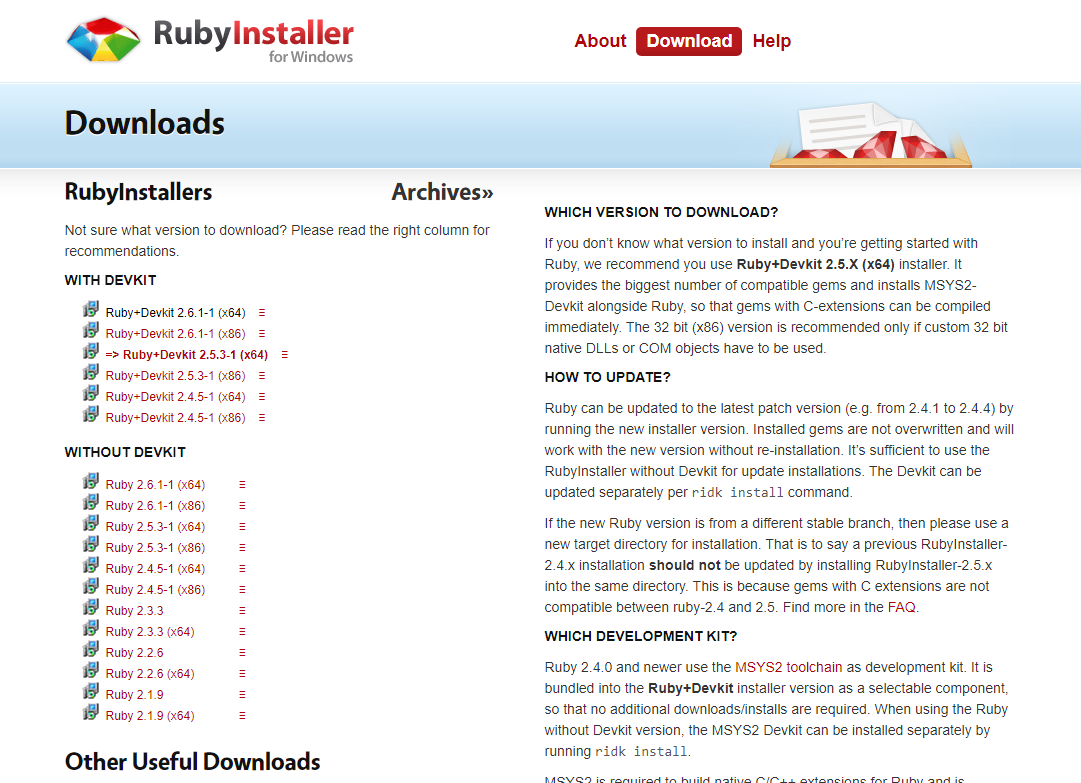 RubyInstaller
for Windows
About Download Help
Downloads
RubyInstallers Archives»
Not sure what version to download? Please read the right column for
recommendations.
WITH DEVKIT
Ruby+Devkit 2.6.1-1 (x64) ≡
Ruby+Devkit 2.6.1-1 (x86) ≡
=> Ruby+Devkit 2.5.3-1 (x64) ≡
Ruby+Devkit 2.5.3-1 (x86) ≡
Ruby+Devkit 2.4.5-1 (x64) ≡
Ruby+Devkit 2.4.5-1 (x86) ≡
WITHOUT DEVKIT
Ruby 2.6.1-1 (x64) ≡
Ruby 2.6.1-1 (x86) ≡
Ruby 2.5.3-1 (x64) ≡
Ruby 2.5.3-1 (x86) ≡
Ruby 2.4.5-1 (x64) ≡
Ruby 2.4.5-1 (x86) ≡
Ruby 2.3.3 ≡
Ruby 2.3.3 (x64) ≡
Ruby 2.2.6 ≡
Ruby 2.2.6 (x64) ≡
Ruby 2.1.9 ≡
Ruby 2.1.9 (x64) ≡
Other Useful Downloads
WHICH VERSION TO DOWNLOAD?
If you don’t know what version to install and you’re getting started with
Ruby, we recommend you use Ruby+Devkit 2.5.X (x64) installer. It
provides the biggest number of compatible gems and installs MSYS2-
Devkit alongside Ruby, so that gems with C-extensions can be compiled
immediately. The 32 bit (x86) version is recommended only if custom 32 bit
native DLLs or COM objects have to be used.
HOW TO UPDATE?
Ruby can be updated to the latest patch version (e.g. from 2.4.1 to 2.4.4) by
running the new installer version. Installed gems are not overwritten and will
work with the new version without re-installation. It’s sufficient to use the
RubyInstaller without Devkit for update installations. The Devkit can be
updated separately per ridk install command.
If the new Ruby version is from a different stable branch, then please use a
new target directory for installation. That is to say a previous RubyInstaller-
2.4.x installation should not be updated by installing RubyInstaller-2.5.x
into the same directory. This is because gems with C extensions are not
compatible between ruby-2.4 and 2.5. Find more in the FAQ.
WHICH DEVELOPMENT KIT?
Ruby 2.4.0 and newer use the MSYS2 toolchain as development kit. It is
bundled into the Ruby+Devkit installer version as a selectable component,
so that no additional downloads/installs are required. When using the Ruby
without Devkit version, the MSYS2 Devkit can be installed separately by
running ridk install.
MSYS2 is required to build native C/C++ extensions for Ruby and is